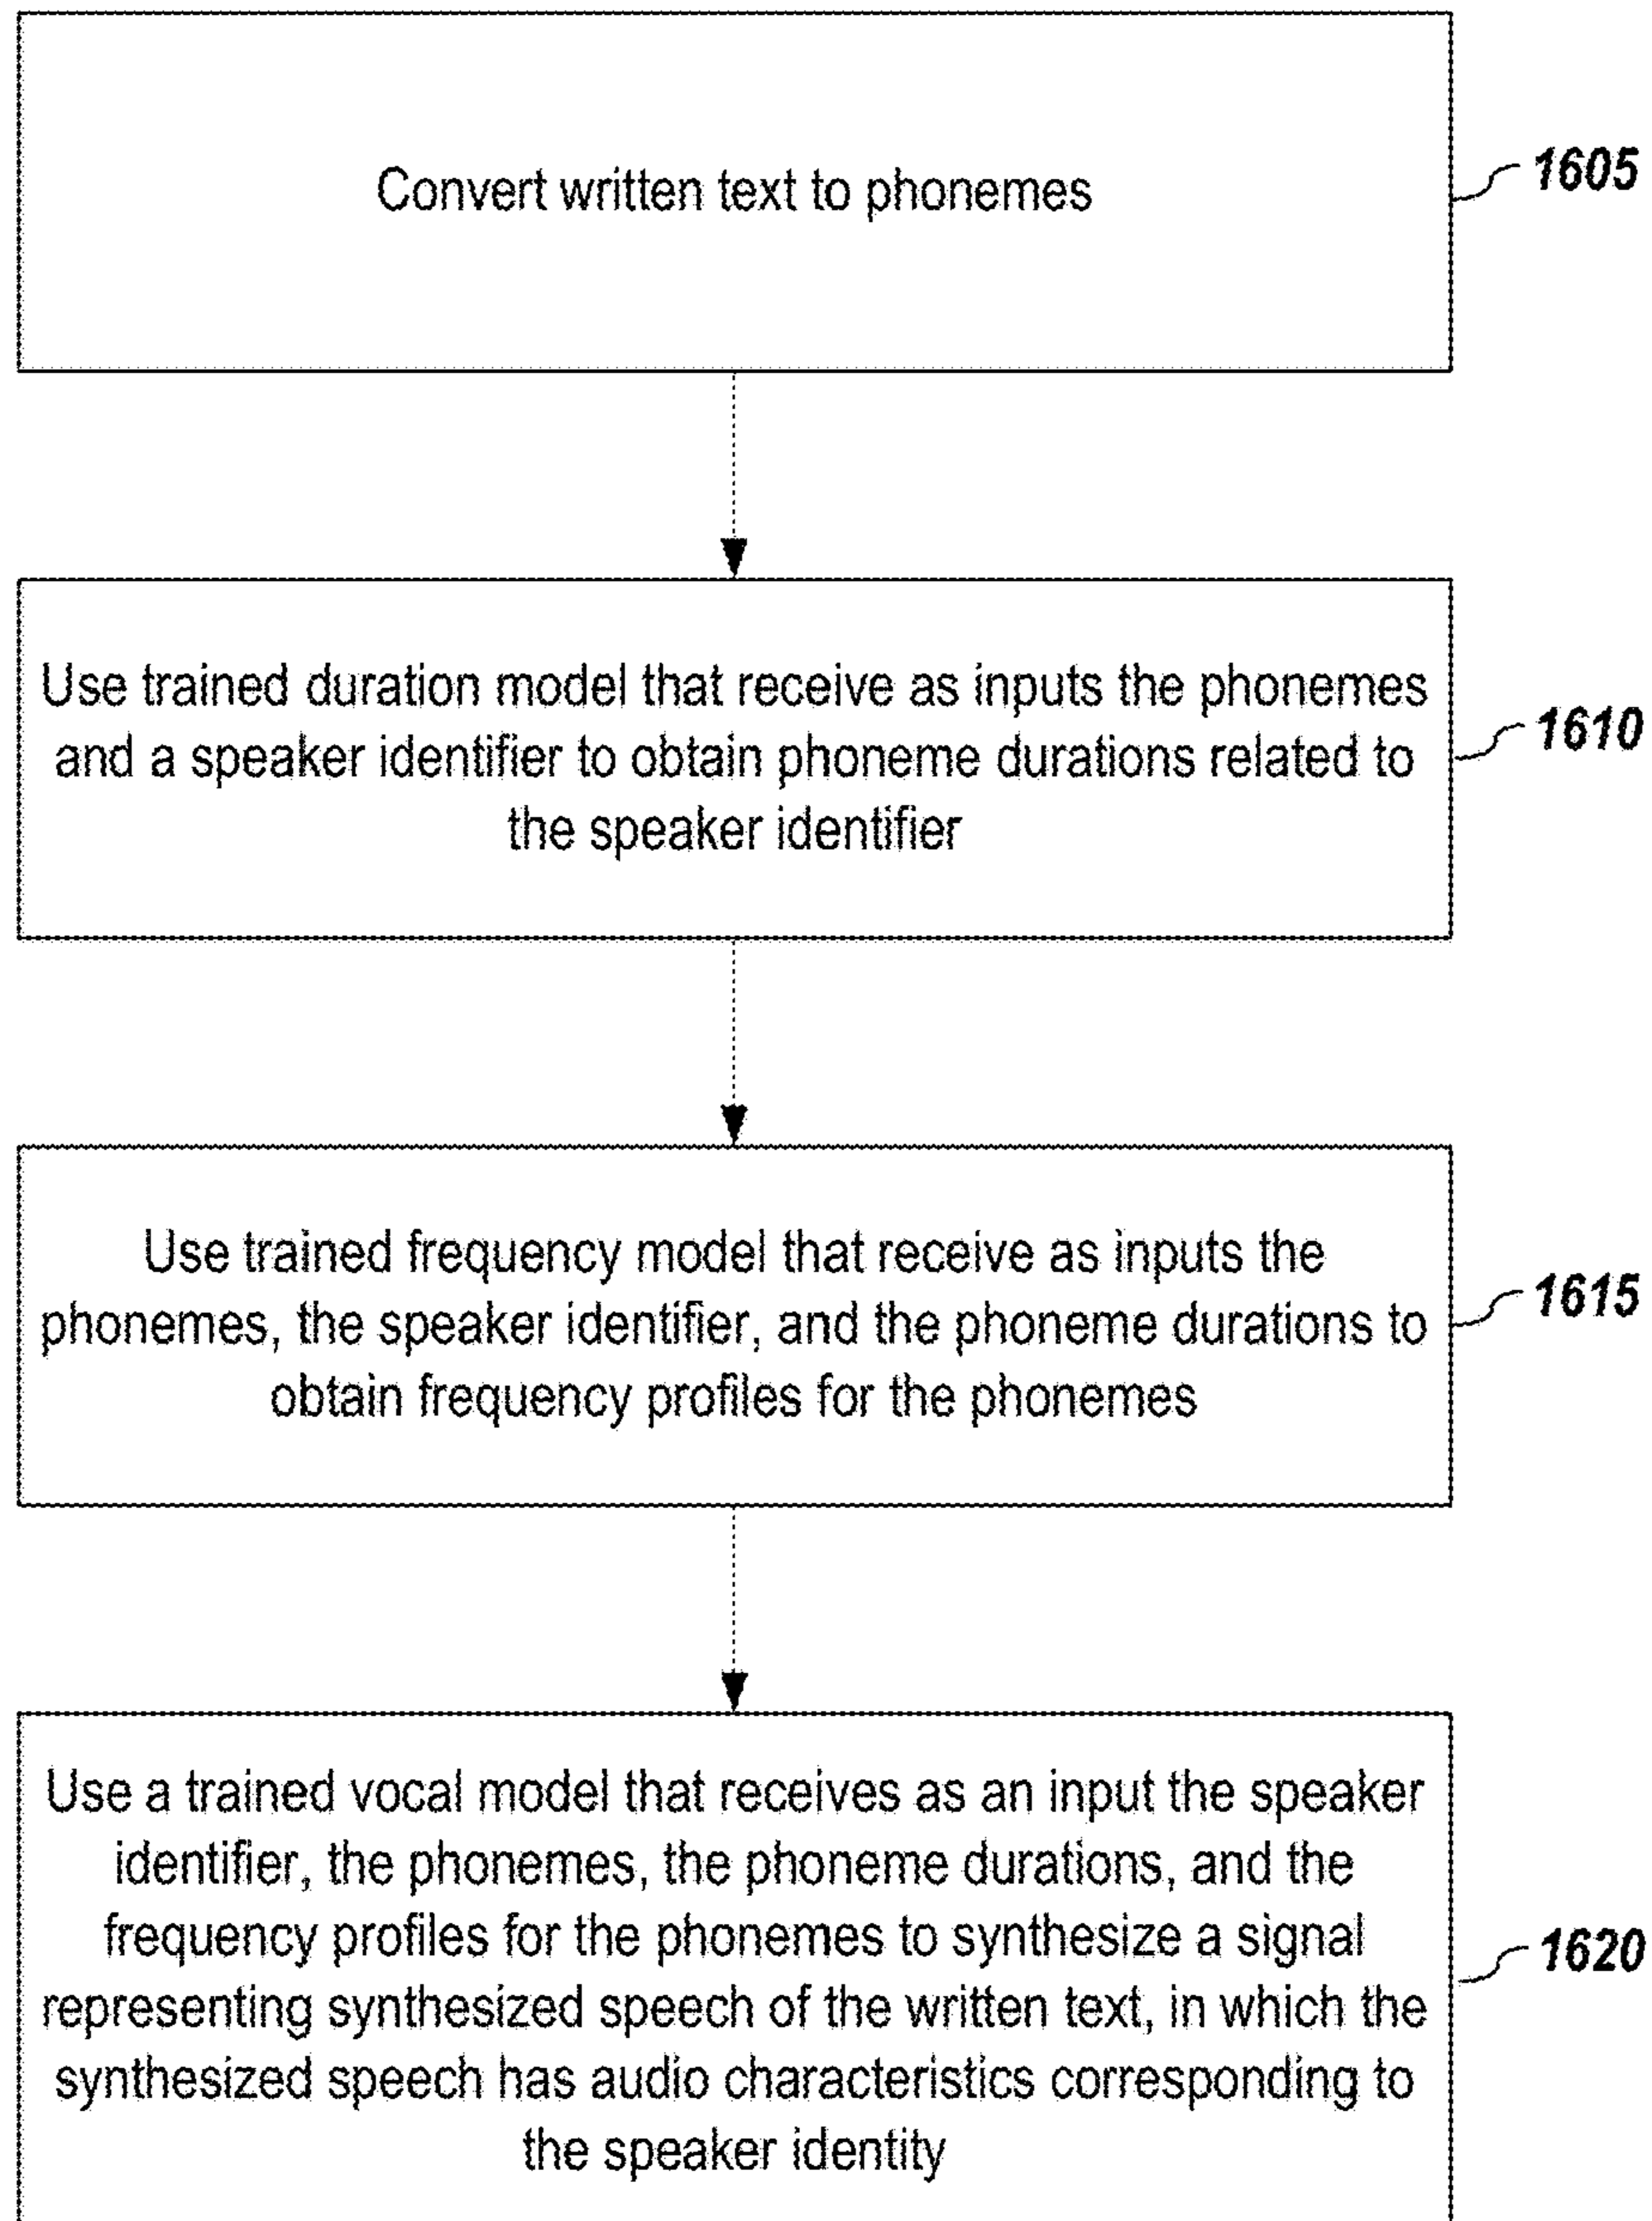 Convert written text to phonemes
1605
Use trained duration model that receive as inputs the phonemes
and a speaker identifier to obtain phoneme durations related to
the speaker identifier
1610
Use trained frequency model that receive as inputs the
phonemes, the speaker identifier, and the phoneme durations to
obtain frequency profiles for the phonemes
1615
Use a trained vocal model that receives as an input the speaker
identifier, the phonemes, the phoneme durations, and the
frequency profiles for the phonemes to synthesize a signal
representing synthesized speech of the written text, in which the
synthesized speech has audio characteristics corresponding to
the speaker identity
1620